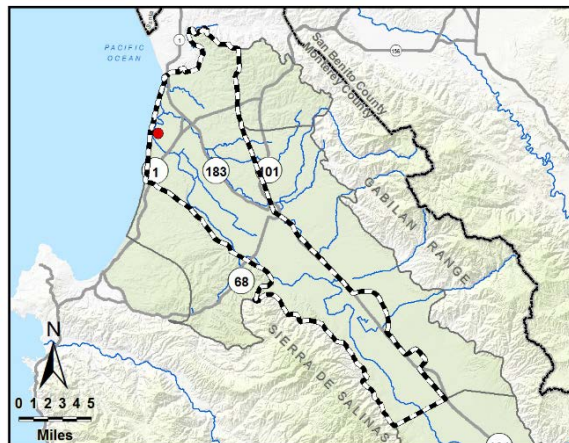 1
156
PACIFIC
OCEAN
San Benito County
Monterey County
1
183
101
GABILAN RANGE
68
SIERRA DE SALINAS
N
0 1 2 3 4 5
Miles